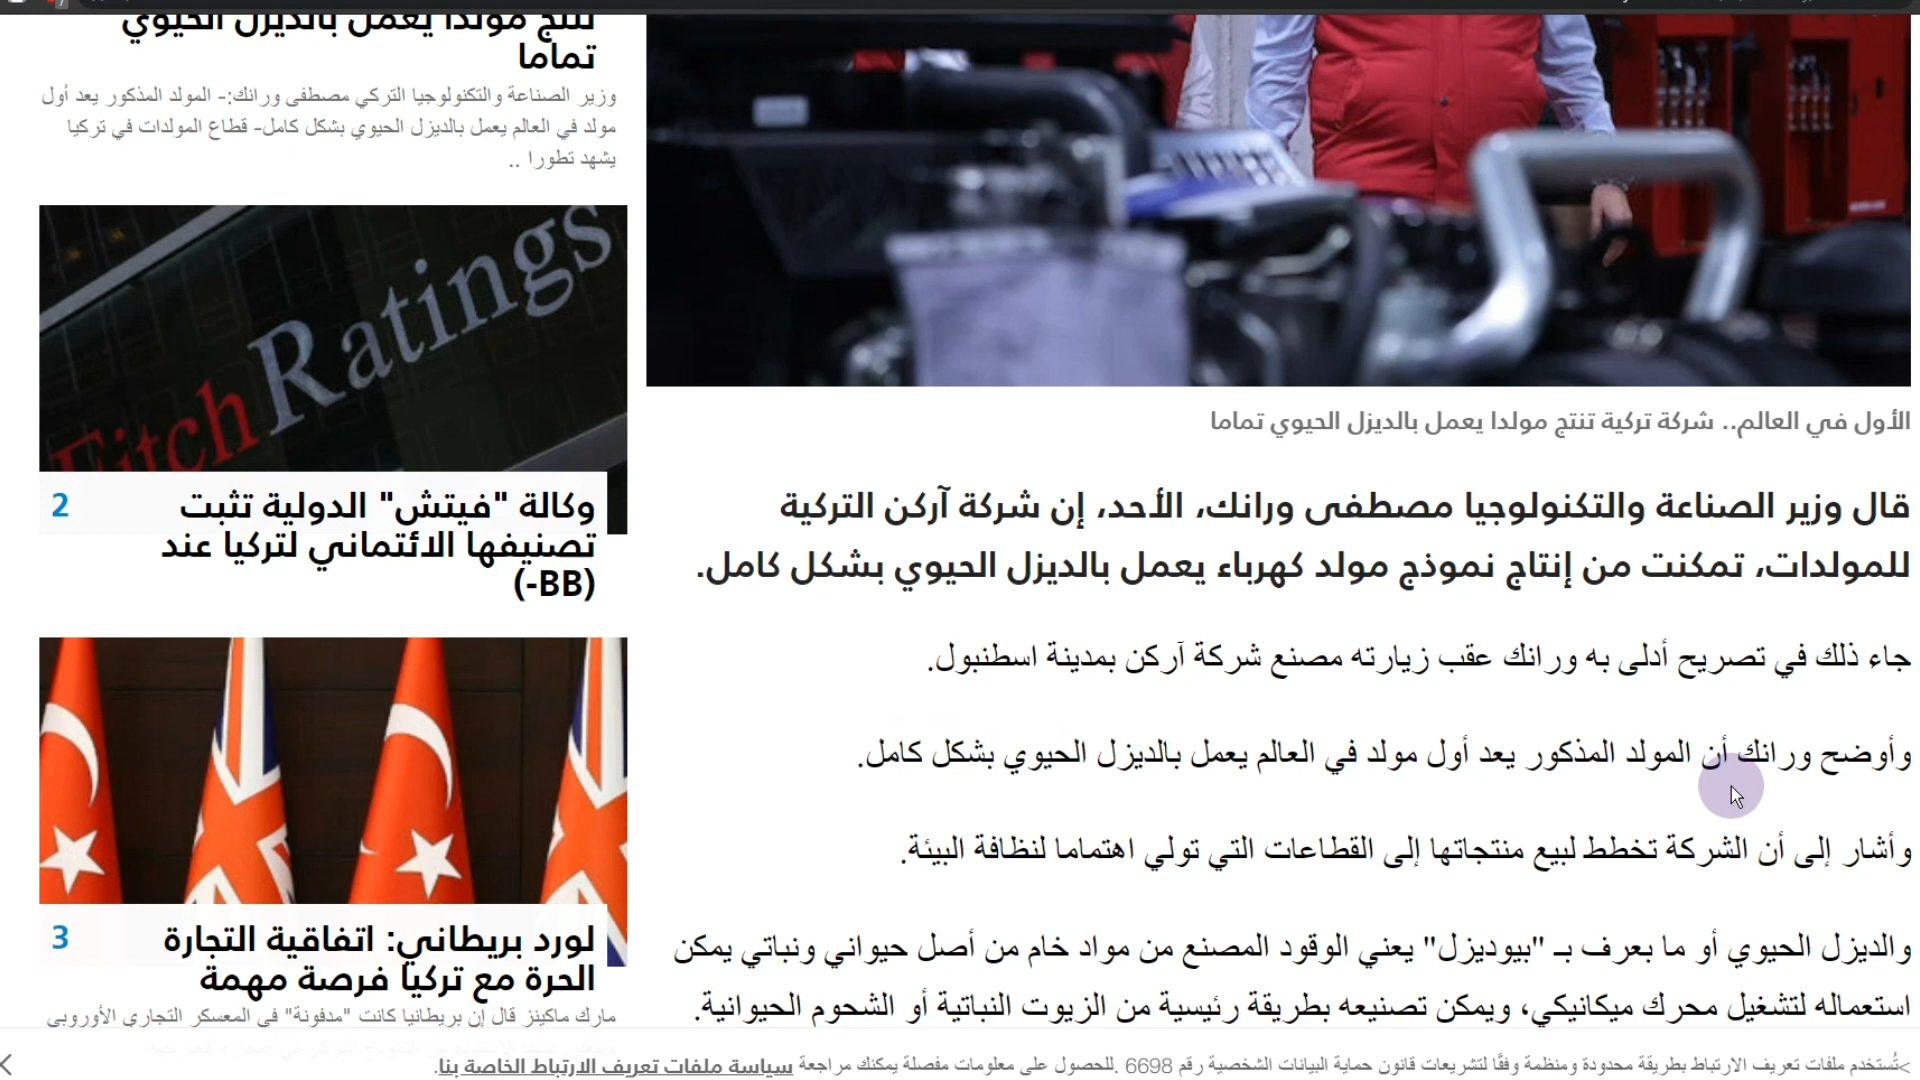 الأول في العالم.. شركة تركية تنتج مولدا يعمل بالديزل الحيوي تماما
قال وزير الصناعة والتكنولوجيا مصطفى ورانك، الأحد، إن شركة آركن التركية
للمولدات، تمكنت من إنتاج نموذج مولد كهرباء يعمل بالديزل الحيوي بشكل كامل.
جاء ذلك في تصريح أدلى به ورانك عقب زيارته مصنع شركة آركن بمدينة اسطنبول.
وأوضح ورانك أن المولد المذكور يعد أول مولد في العالم يعمل بالديزل الحيوي بشكل كامل.
وأشار إلى أن الشركة تخطط لبيع منتجاتها إلى القطاعات التي تولي اهتماما لنظافة البيئة.
والديزل الحيوي أو ما بعرف بـ "بيوديزل" يعني الوقود المصنع من مواد خام من أصل حيواني ونباتي يمكن
استعماله لتشغيل محرك ميكانيكي، ويمكن تصنيعه بطريقة رئيسية من الزيوت النباتية أو الشحوم الحيوانية.
تنتج مولدا يعمل بالديزل الحيوي
تماما
وزير الصناعة والتكنولوجيا التركي مصطفى ورانك:- المولد المذكور يعد أول
مولد في العالم يعمل بالديزل الحيوي بشكل كامل- قطاع المولدات في تركيا
يشهد تطورا ..
Fitch Ratings
2
وكالة "فيتش" الدولية تثبت
تصنيفها الائتماني لتركيا عند
(BB-)
3
لورد بريطاني: اتفاقية التجارة
الحرة مع تركيا فرصة مهمة
مارك ماكينز قال إن بريطانيا كانت "مدفونة" في المعسكر التجاري الأوروبي
>تُستخدم ملفات تعريف الارتباط بطريقة محدودة ومنظمة وفقًا لتشريعات قانون حماية البيانات الشخصية رقم 6698 .للحصول على معلومات مفصلة يمكنك مراجعة سياسة ملفات تعريف الارتباط الخاصة بنا.